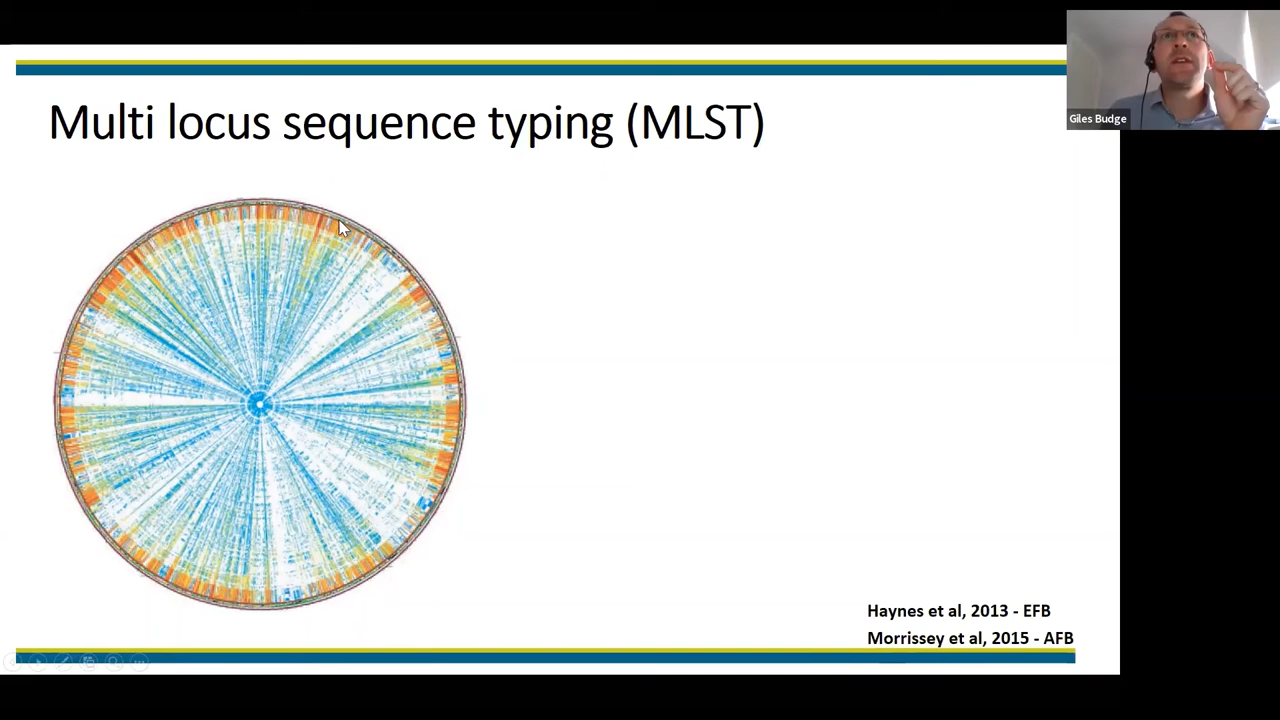 Multi locus sequence typing (MLST)
Giles Budge
Haynes et al, 2013 - EFB
Morrissey et al, 2015 - AFB